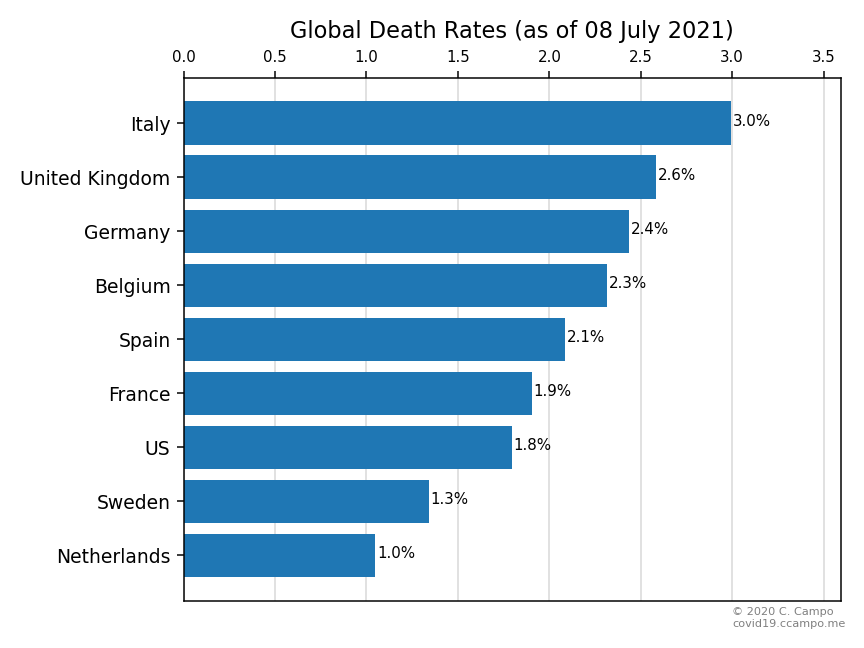 Global Death Rates (as of 08 July 2021)
0.0 0.5 1.0 1.5 2.0 2.5 3.0 3.5
Italy 3.0%
United Kingdom 2.6%
Germany 2.4%
Belgium 2.3%
Spain 2.1%
France 1.9%
US 1.8%
Sweden 1.3%
Netherlands 1.0%
© 2020 C. Campo
covid19.ccampo.me